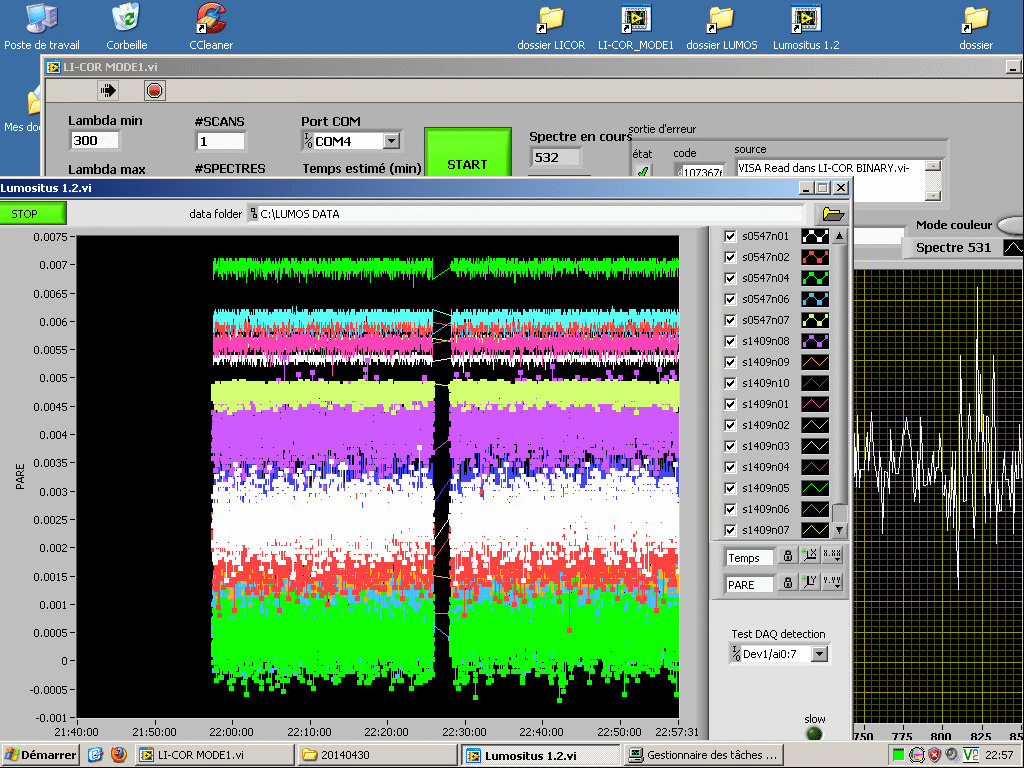 Poste de travail
Corbeille
CCleaner
dossier LICOR
LI-COR_MODE1
dossier LUMOS
Lumositus 1.2
dossier
LI-COR MODE1.vi
Lambda min
300
Lambda max
#SCANS
1
#SPECTRES
Port COM
COM4
Temps estimé (min)
START
Spectre en cours
532
sortie d'erreur
état
code
source
VISA Read dans LI-COR BINARY.vi-
Mode couleur
Spectre 531
Lumositus 1.2.vi
STOP
data folder
C:\LUMOS DATA
0.0075
0.007
0.0065
0.006
0.0055
0.005
0.0045
0.004
0.0035
0.003
0.0025
0.002
0.0015
0.001
0.0005
0
-0.0005
-0.001
PARE
21:40:00
21:50:00
22:00:00
22:10:00
22:20:00
22:30:00
22:40:00
22:50:00
22:57:31
s0547n01
s0547n02
s0547n04
s0547n06
s0547n07
s1409n08
s1409n09
s1409n10
s1409n01
s1409n02
s1409n03
s1409n04
s1409n05
s1409n06
s1409n07
Temps
PARE
Test DAQ detection
Dev1/ai0:7
slow
750
775
800
825
Démarrer
LI-COR MODE1.vi
20140430
Lumositus 1.2.vi
Gestionnaire des tâches ...
22:57